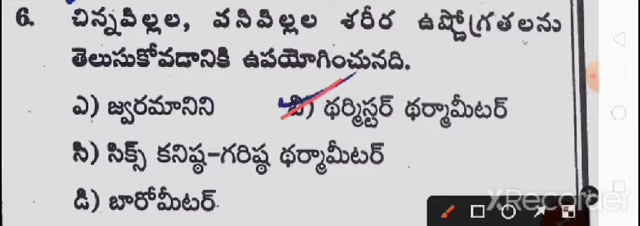 6. చిన్నపిల్లల, పసిపిల్లల శరీర ఉష్ణోగ్రతలను
తెలుసుకోవడానికి ఉపయోగించునది.
ఎ) జ్వరమానిని బి) థర్మిస్టర్ థర్మామీటర్
సి) సిక్స్ కనిష్ఠ-గరిష్ఠ థర్మామీటర్
డి) బారోమీటర్
XRecorder